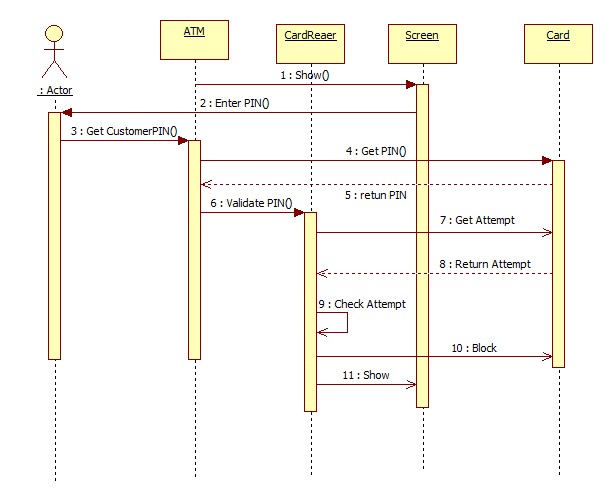 ATM
CardReaer
Screen
Card
: Actor
1 : Show()
2 : Enter PIN()
3 : Get CustomerPIN()
4 : Get PIN()
5 : retun PIN
6 : Validate PIN()
7 : Get Attempt
8 : Return Attempt
9 : Check Attempt
10 : Block
11 : Show